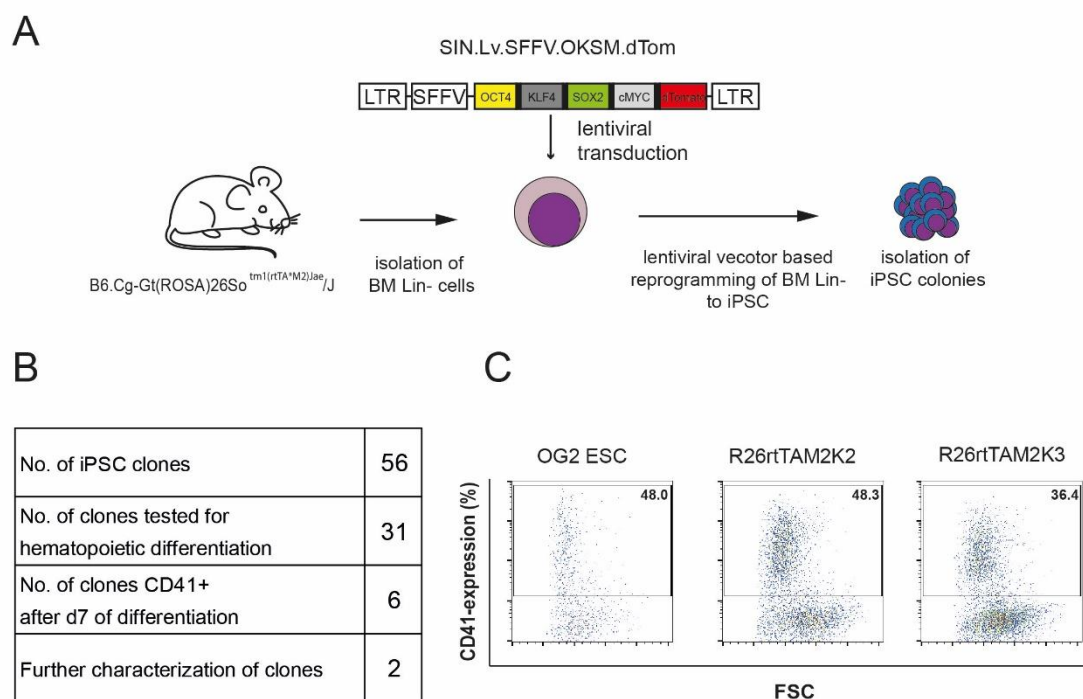 A
SIN.Lv.SFFV.OKSM.dTom
LTR SFFV OCT4 KLF4 SOX2 cMYC dTomato LTR
lentiviral
transduction
isolation of
BM Lin- cells
lentiviral vecotor based
reprogramming of BM Lin-
to iPSC
isolation of
iPSC colonies
B6.Cg-Gt(ROSA)26So tm1(rtTA*M2)Jae/J
B
No. of iPSC clones 56
No. of clones tested for
hematopoietic differentiation 31
No. of clones CD41+
after d7 of differentiation 6
Further characterization of clones 2
C
OG2 ESC R26rtTAM2K2 R26rtTAM2K3
48.0 48.3 36.4
CD41-expression (%)
FSC